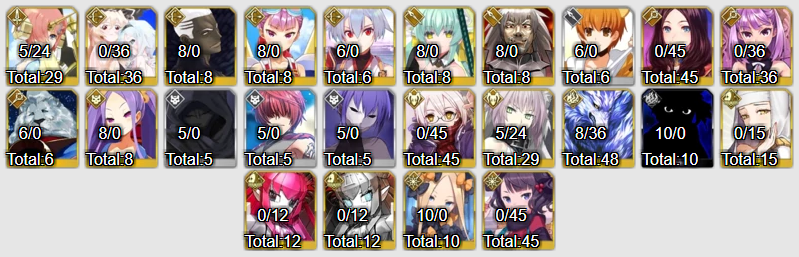 5/24 0/36 8/0 8/0 6/0 8/0 8/0 6/0 0/45 0/36
Total:29 Total:36 Total:8 Total:8 Total:6 Total:8 Total:8 Total:6 Total:45 Total:36
6/0 8/0 5/0 5/0 5/0 0/45 5/24 8/36 10/0 0/15
Total:6 Total:8 Total:5 Total:5 Total:5 Total:45 Total:29 Total:48 Total:10 Total:15
0/12 0/12 10/0 0/45
Total:12 Total:12 Total:10 Total:45